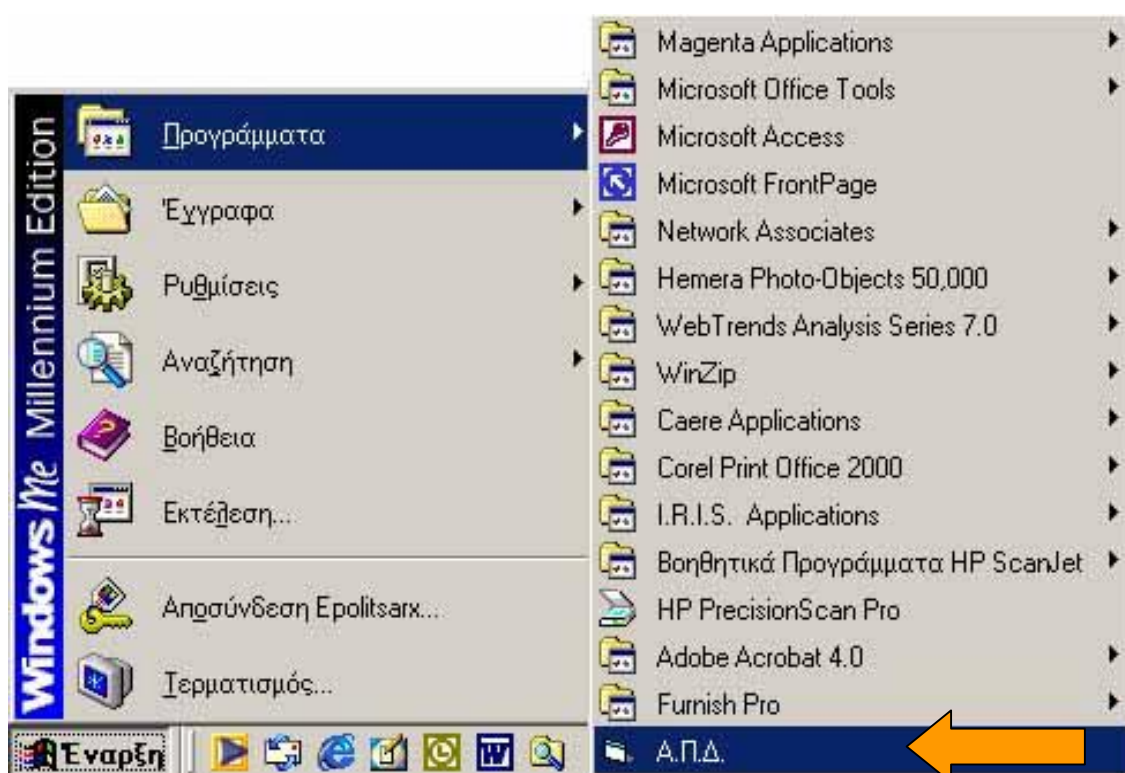 Windows Me Millennium Edition
Προγράμματα
Έγγραφα
Ρυθμίσεις
Αναζήτηση
Βοήθεια
Εκτέλεση...
Αποσύνδεση Epolitsarx...
Τερματισμός...
Έναρξη
Magenta Applications
Microsoft Office Tools
Microsoft Access
Microsoft FrontPage
Network Associates
Hemera Photo-Objects 50,000
WebTrends Analysis Series 7.0
WinZip
Caere Applications
Corel Print Office 2000
I.R.I.S. Applications
Βοηθητικά Προγράμματα HP ScanJet
HP PrecisionScan Pro
Adobe Acrobat 4.0
Furnish Pro
Α.Π.Δ.